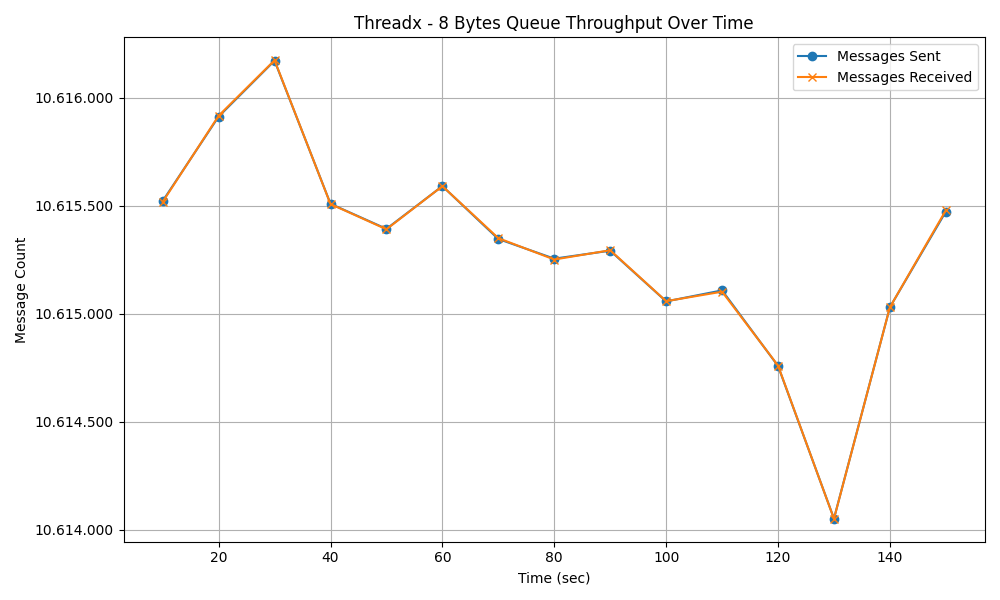 Threadx - 8 Bytes Queue Throughput Over Time
Messages Sent
Messages Received
Message Count
10.616.000
10.615.500
10.615.000
10.614.500
10.614.000
20 40 60 80 100 120 140
Time (sec)